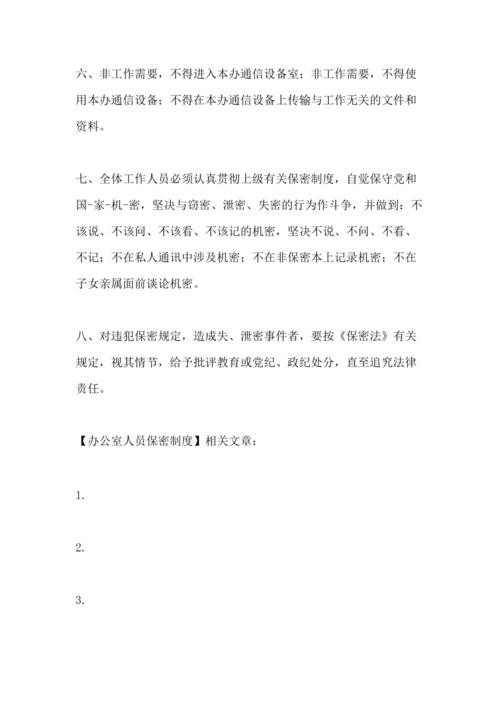 六、非工作需要，不得进入本办通信设备室；非工作需要，不得使
用本办通信设备；不得在本办通信设备上传输与工作无关的文件和
资料。
七、全体工作人员必须认真贯彻上级有关保密制度，自觉保守党和
国-家-机-密，坚决与窃密、泄密、失密的行为作斗争，并做到：不
该说、不该问、不该看、不该记的机密，坚决不说、不问、不看、
不记；不在私人通讯中涉及机密；不在非保密本上记录机密；不在
子女亲属面前谈论机密。
八、对违犯保密规定，造成失、泄密事件者，要按《保密法》有关
规定，视其情节，给予批评教育或党纪、政纪处分，直至追究法律
责任。
【办公室人员保密制度】相关文章：
1.
2.
3.